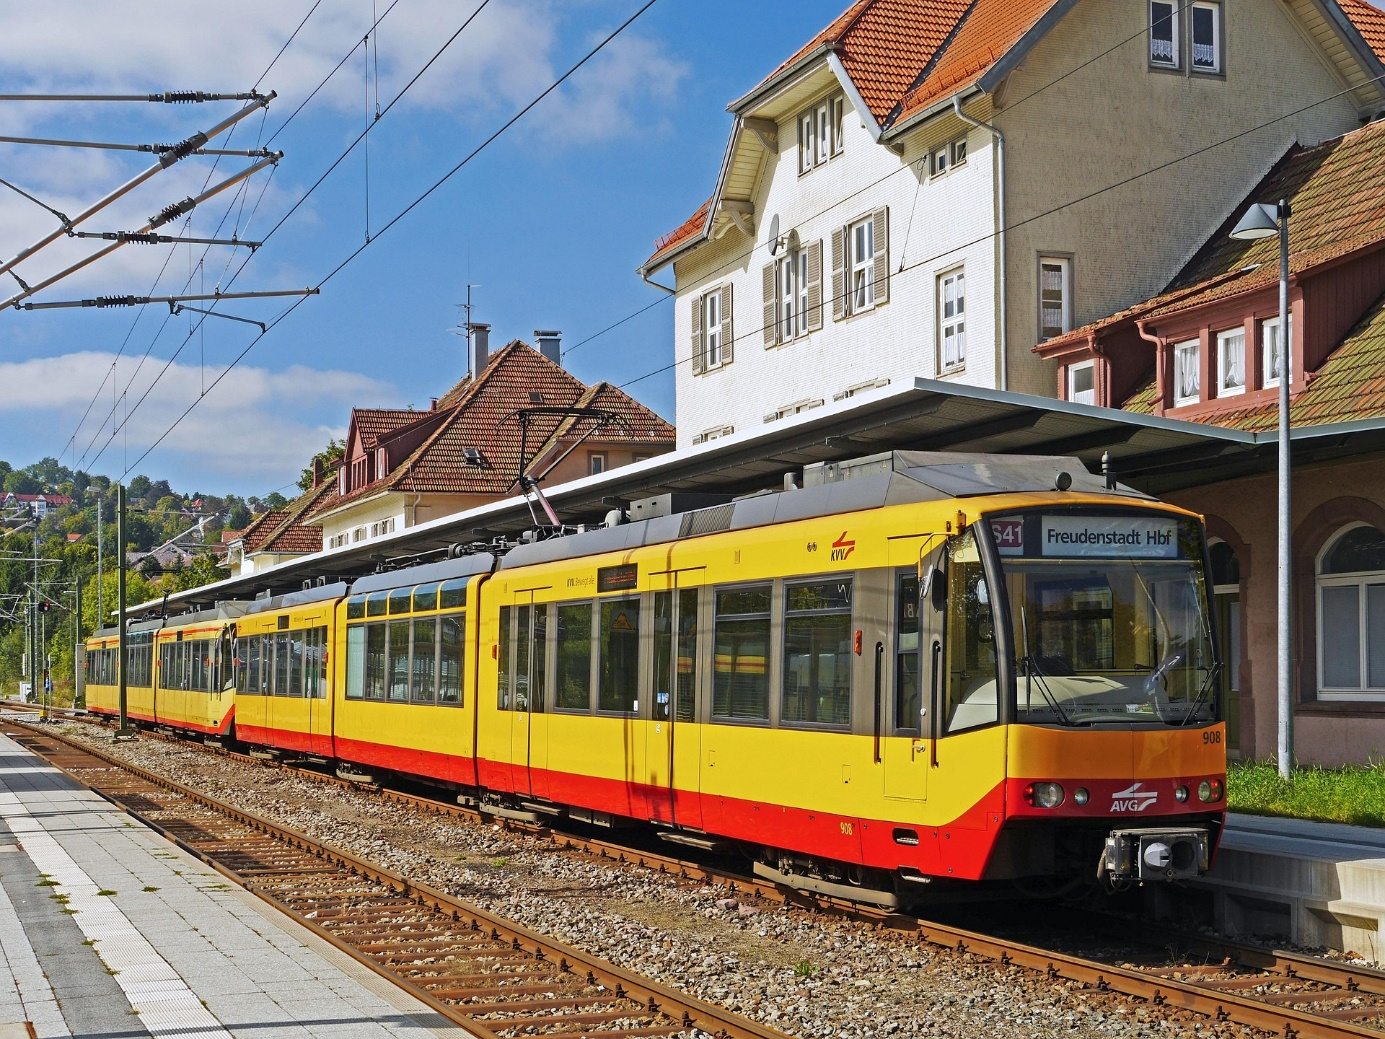 S41 Freudenstadt Hbf
KVV
908
AVG
908